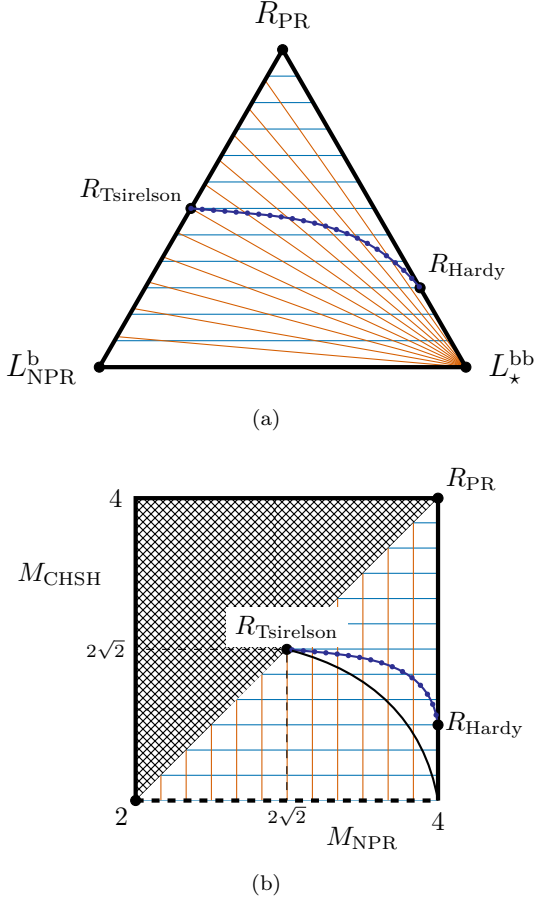 R_PR
R_Tsirelson
R_Hardy
L^b_NPR
L^bb_⋆
(a)
R_PR
4
M_CHSH
R_Tsirelson
2√2
R_Hardy
2
2√2
4
M_NPR
(b)